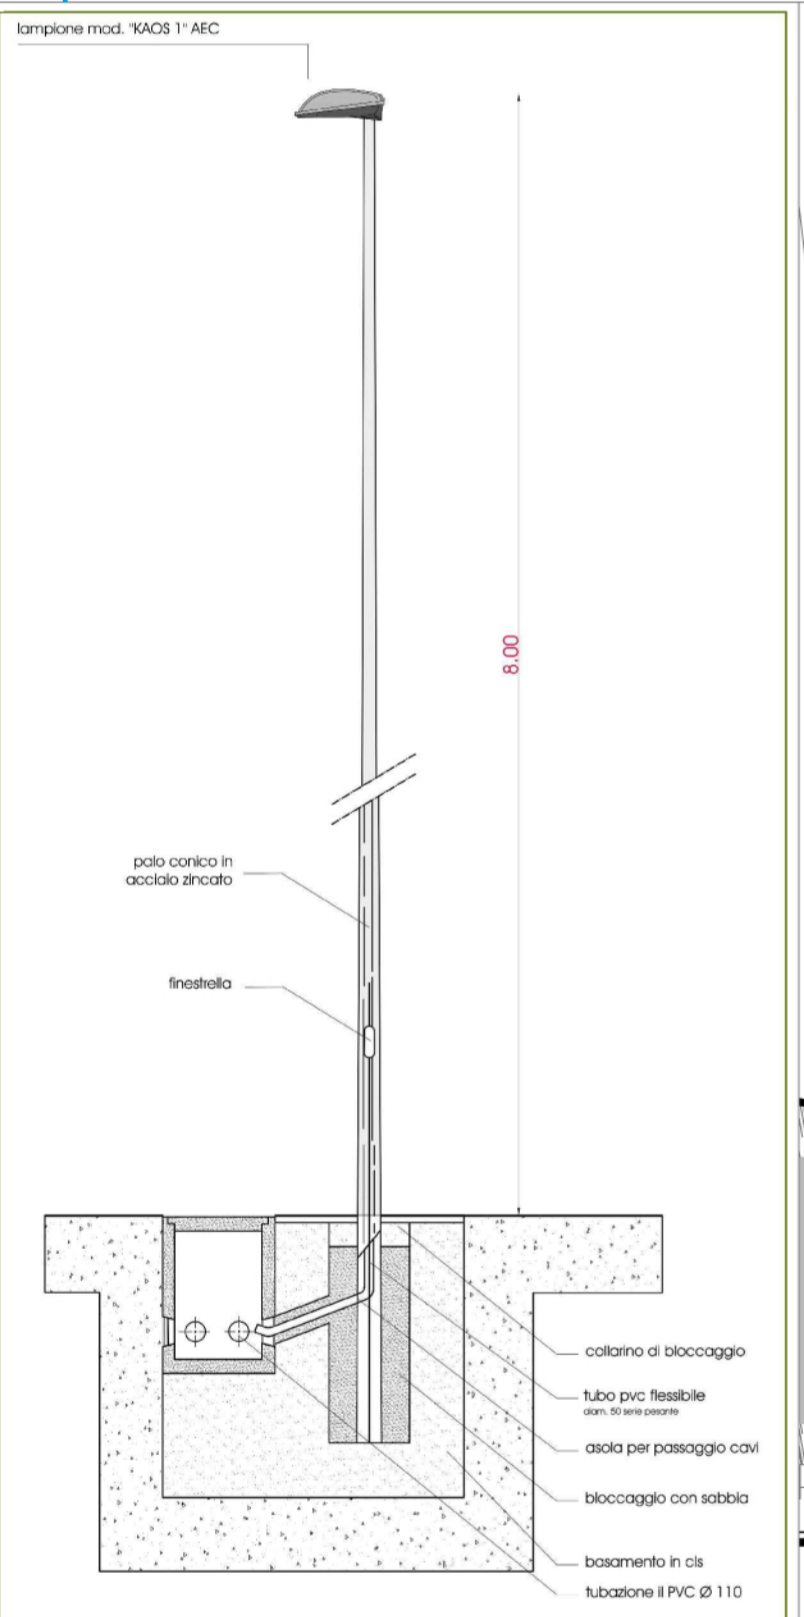 lampione mod. "KAOS 1" AEC
8.00
palo conico in
acciaio zincato
finestrella
collarino di bloccaggio
tubo pvc flessibile
diam. 50 serie pesante
asola per passaggio cavi
bloccaggio con sabbia
basamento in cls
tubazione il PVC Ø 110